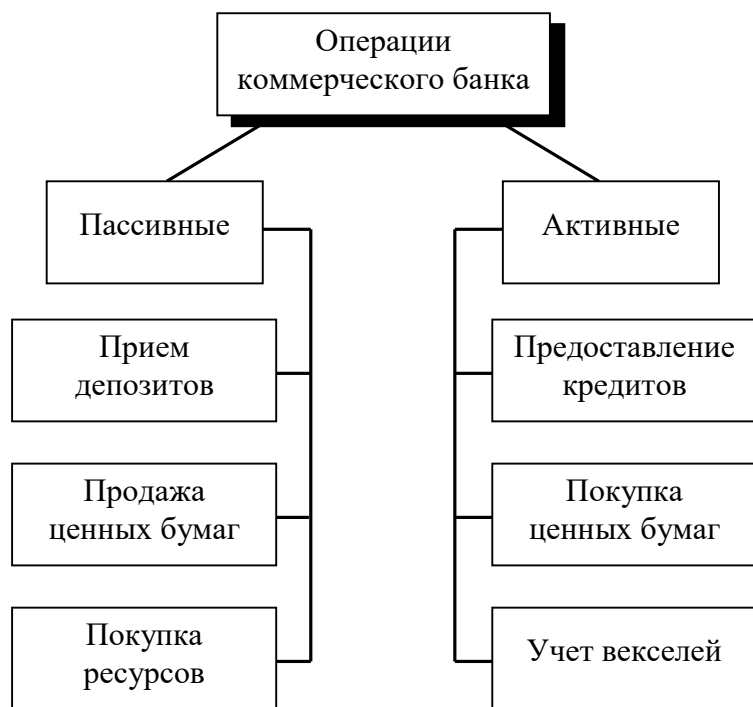 Операции
коммерческого банка
Пассивные
Активные
Прием
депозитов
Предоставление
кредитов
Продажа
ценных бумаг
Покупка
ценных бумаг
Покупка
ресурсов
Учет векселей